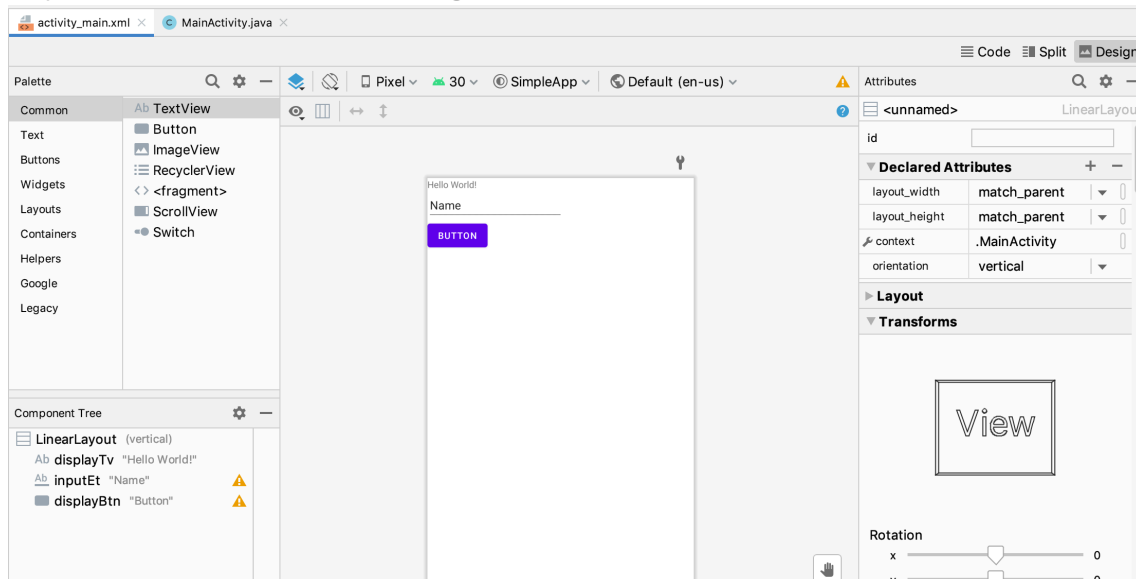 activity_main.xml
MainActivity.java
Code Split Design
Palette
Pixel 30 SimpleApp Default (en-us)
Attributes
Common
Text
Buttons
Widgets
Layouts
Containers
Helpers
Google
Legacy
Ab TextView
Button
ImageView
RecyclerView
<fragment>
ScrollView
Switch
Hello World!
Name
BUTTON
<unnamed> LinearLayou
id
Declared Attributes
layout_width match_parent
layout_height match_parent
context .MainActivity
orientation vertical
Layout
Transforms
View
Rotation
x 0
Component Tree
LinearLayout (vertical)
Ab displayTv "Hello World!"
Ab inputEt "Name"
displayBtn "Button"